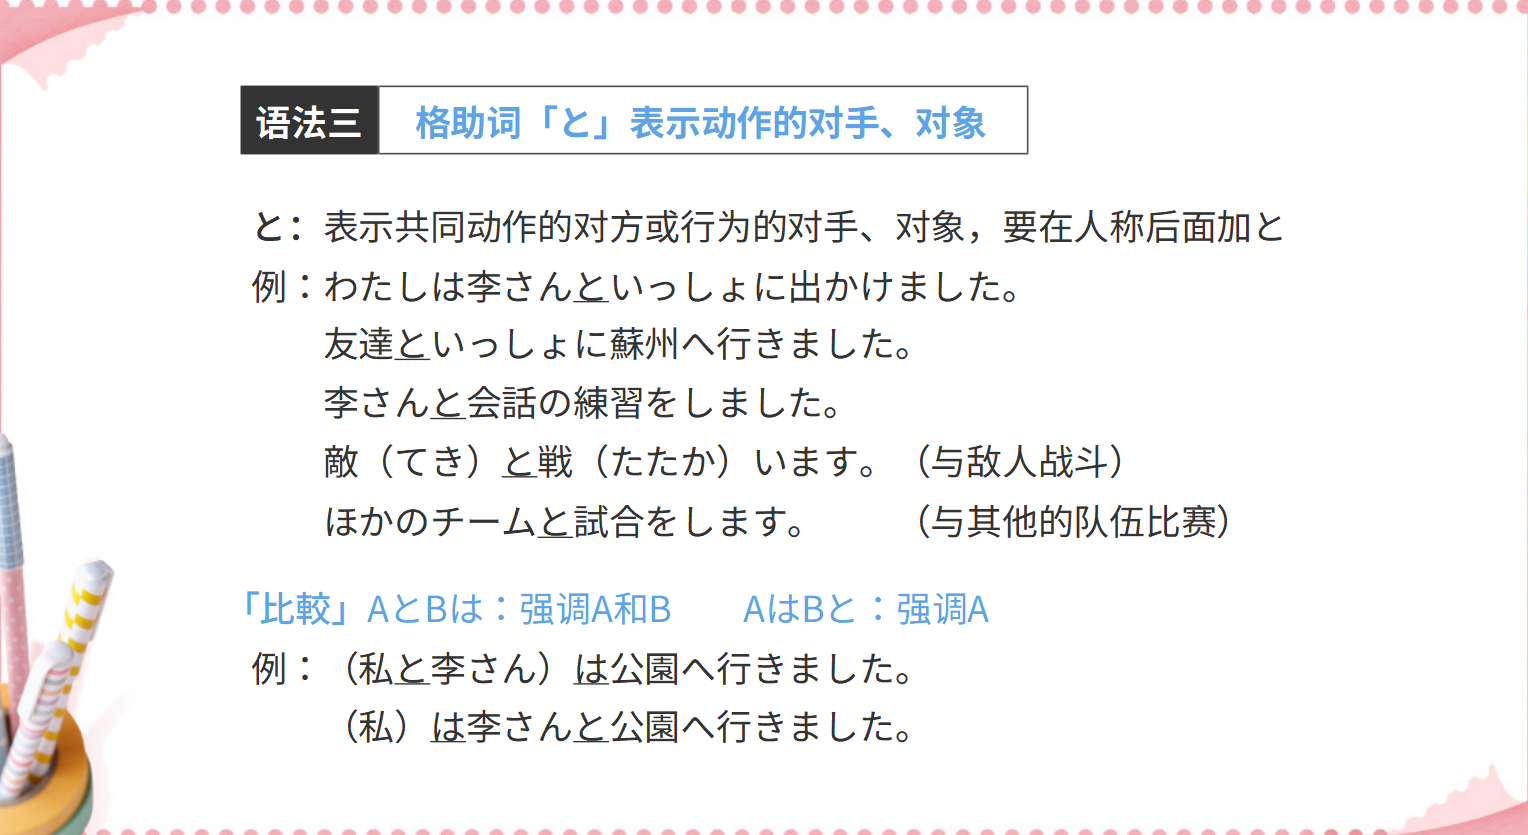 语法三 格助词「と」表示动作的对手、对象
と：表示共同动作的对方或行为的对手、对象，要在人称后面加と
例：わたしは李さんといっしょに出かけました。
友達といっしょに蘇州へ行きました。
李さんと会話の練習をしました。
敵（てき）と戦（たたか）います。（与敌人战斗）
ほかのチームと試合をします。（与其他的队伍比赛）
「比較」AとBは：强调A和B　　AはBと：强调A
例：（私と李さん）は公園へ行きました。
（私）は李さんと公園へ行きました。